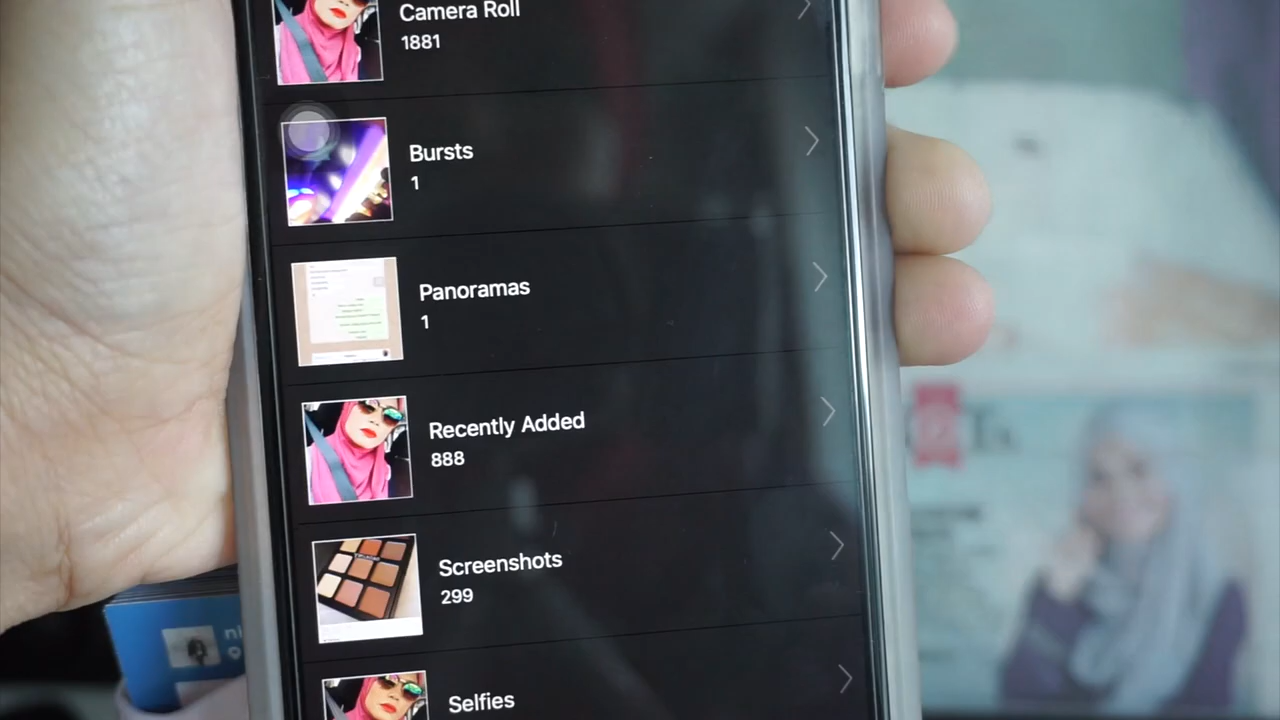 Camera Roll
1881
Bursts
1
Panoramas
1
Recently Added
888
Screenshots
299
Selfies